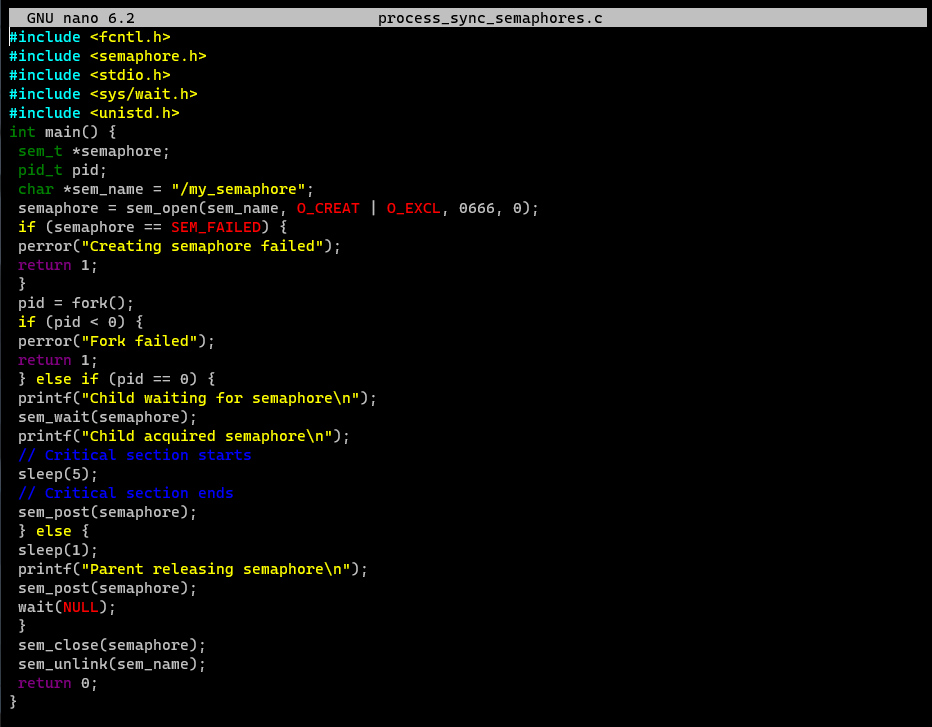 GNU nano 6.2 process_sync_semaphores.c
#include <fcntl.h>
#include <semaphore.h>
#include <stdio.h>
#include <sys/wait.h>
#include <unistd.h>
int main() {
sem_t *semaphore;
pid_t pid;
char *sem_name = "/my_semaphore";
semaphore = sem_open(sem_name, O_CREAT | O_EXCL, 0666, 0);
if (semaphore == SEM_FAILED) {
perror("Creating semaphore failed");
return 1;
}
pid = fork();
if (pid < 0) {
perror("Fork failed");
return 1;
} else if (pid == 0) {
printf("Child waiting for semaphore\n");
sem_wait(semaphore);
printf("Child acquired semaphore\n");
// Critical section starts
sleep(5);
// Critical section ends
sem_post(semaphore);
} else {
sleep(1);
printf("Parent releasing semaphore\n");
sem_post(semaphore);
wait(NULL);
}
sem_close(semaphore);
sem_unlink(sem_name);
return 0;
}